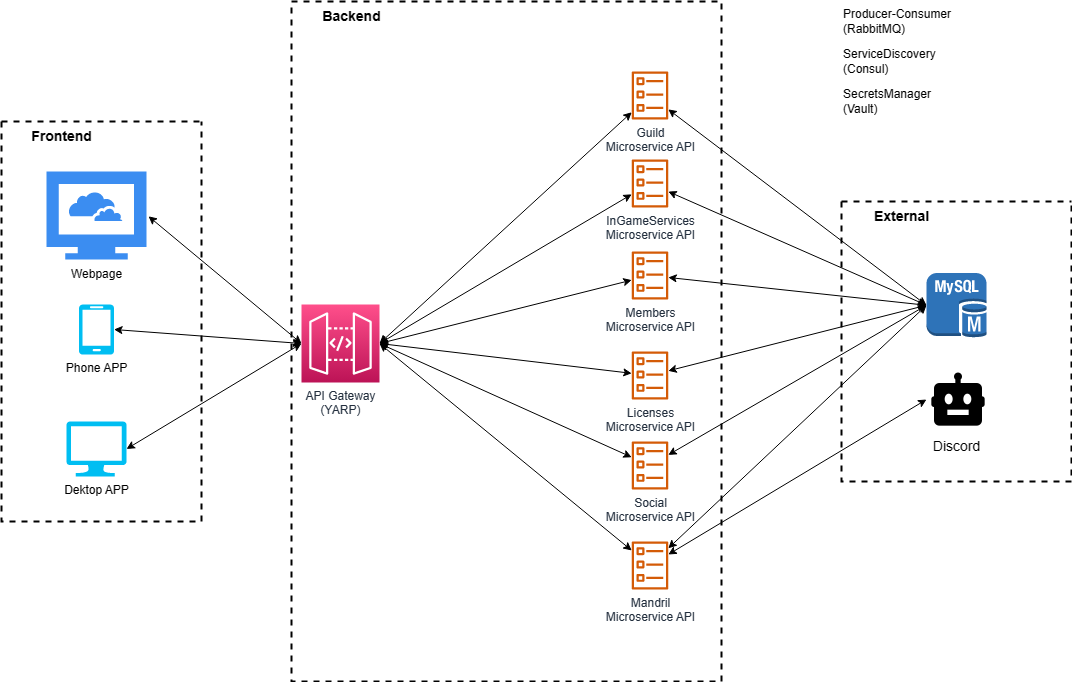 Backend
Producer-Consumer
(RabbitMQ)
ServiceDiscovery
(Consul)
SecretsManager
(Vault)
Frontend
Webpage
Phone APP
Dektop APP
</>
API Gateway
(YARP)
Guild
Microservice API
InGameServices
Microservice API
Members
Microservice API
Licenses
Microservice API
Social
Microservice API
Mandril
Microservice API
External
MySQL
M
Discord